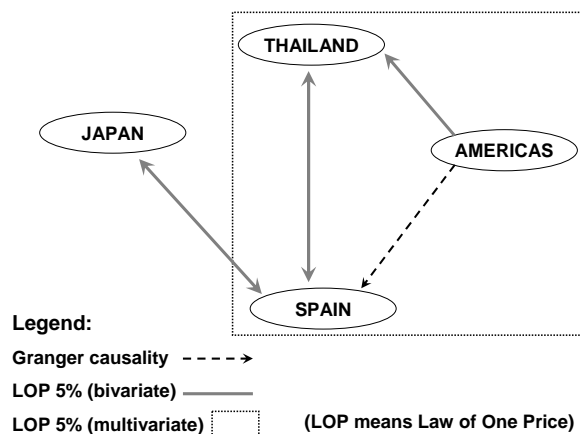 THAILAND
JAPAN
AMERICAS
SPAIN
Legend:
Granger causality
LOP 5% (bivariate)
LOP 5% (multivariate)
(LOP means Law of One Price)